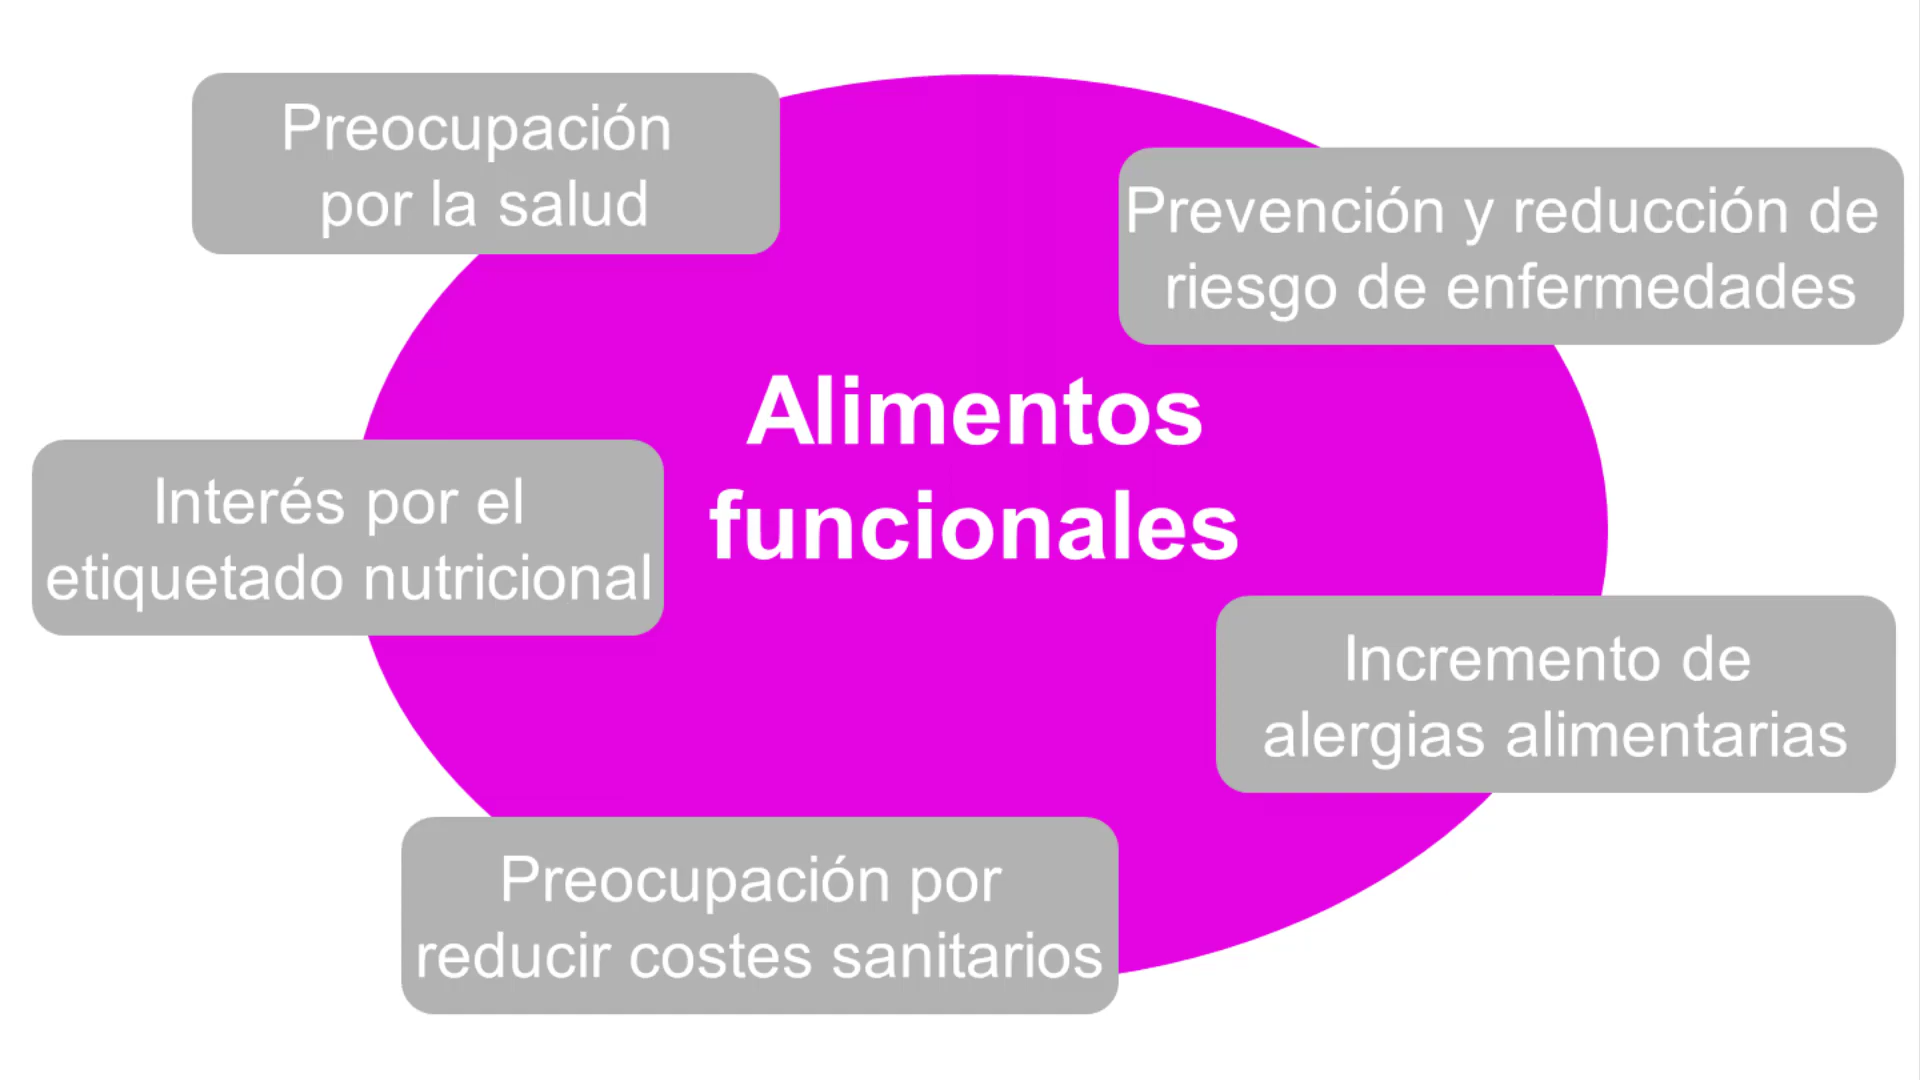 Preocupación
por la salud
Prevención y reducción de
riesgo de enfermedades
Alimentos
funcionales
Interés por el
etiquetado nutricional
Incremento de
alergias alimentarias
Preocupación por
reducir costes sanitarios